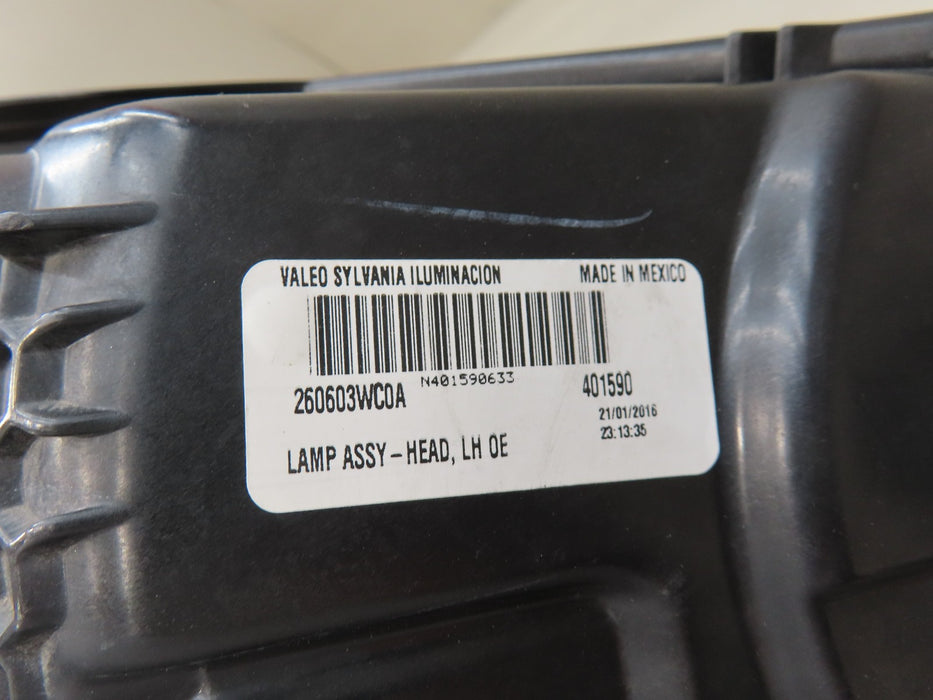 VALEO SYLVANIA ILUMINACION MADE IN MEXICO
N401590633
260603WC0A 401590
21/01/2016
23:13:35
LAMP ASSY - HEAD, LH OE